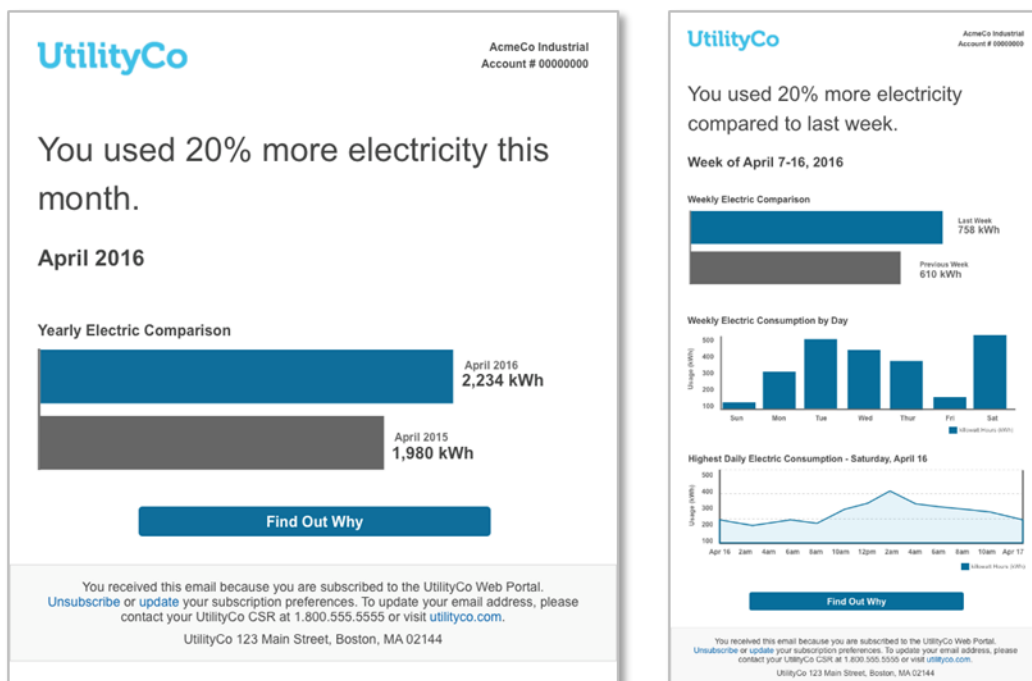 UtilityCo
AcmeCo Industrial
Account # 00000000
You used 20% more electricity this
month.
April 2016
Yearly Electric Comparison
April 2016
2,234 kWh
April 2015
1,980 kWh
Find Out Why
You received this email because you are subscribed to the UtilityCo Web Portal.
Unsubscribe or update your subscription preferences. To update your email address, please
contact your UtilityCo CSR at 1.800.555.5555 or visit utilityco.com.
UtilityCo 123 Main Street, Boston, MA 02144
UtilityCo
AcmeCo Industrial
Account # 00000000
You used 20% more electricity
compared to last week.
Week of April 7-16, 2016
Weekly Electric Comparison
Last Week
758 kWh
Previous Week
610 kWh
Weekly Electric Consumption by Day
Usage (kWh)
500
400
300
200
100
Sun Mon Tue Wed Thur Fri Sat
kilowatt Hours (kWh)
Highest Daily Electric Consumption - Saturday, April 16
Usage (kWh)
500
400
300
200
100
Apr 16 2am 4am 6am 8am 10am 12pm 2am 4am 6am 8am 10am Apr 17
kilowatt Hours (kWh)
Find Out Why
You received this email because you are subscribed to the UtilityCo Web Portal.
Unsubscribe or update your subscription preferences. To update your email address, please
contact your UtilityCo CSR at 1.800.555.5555 or visit utilityco.com.
UtilityCo 123 Main Street, Boston, MA 02144